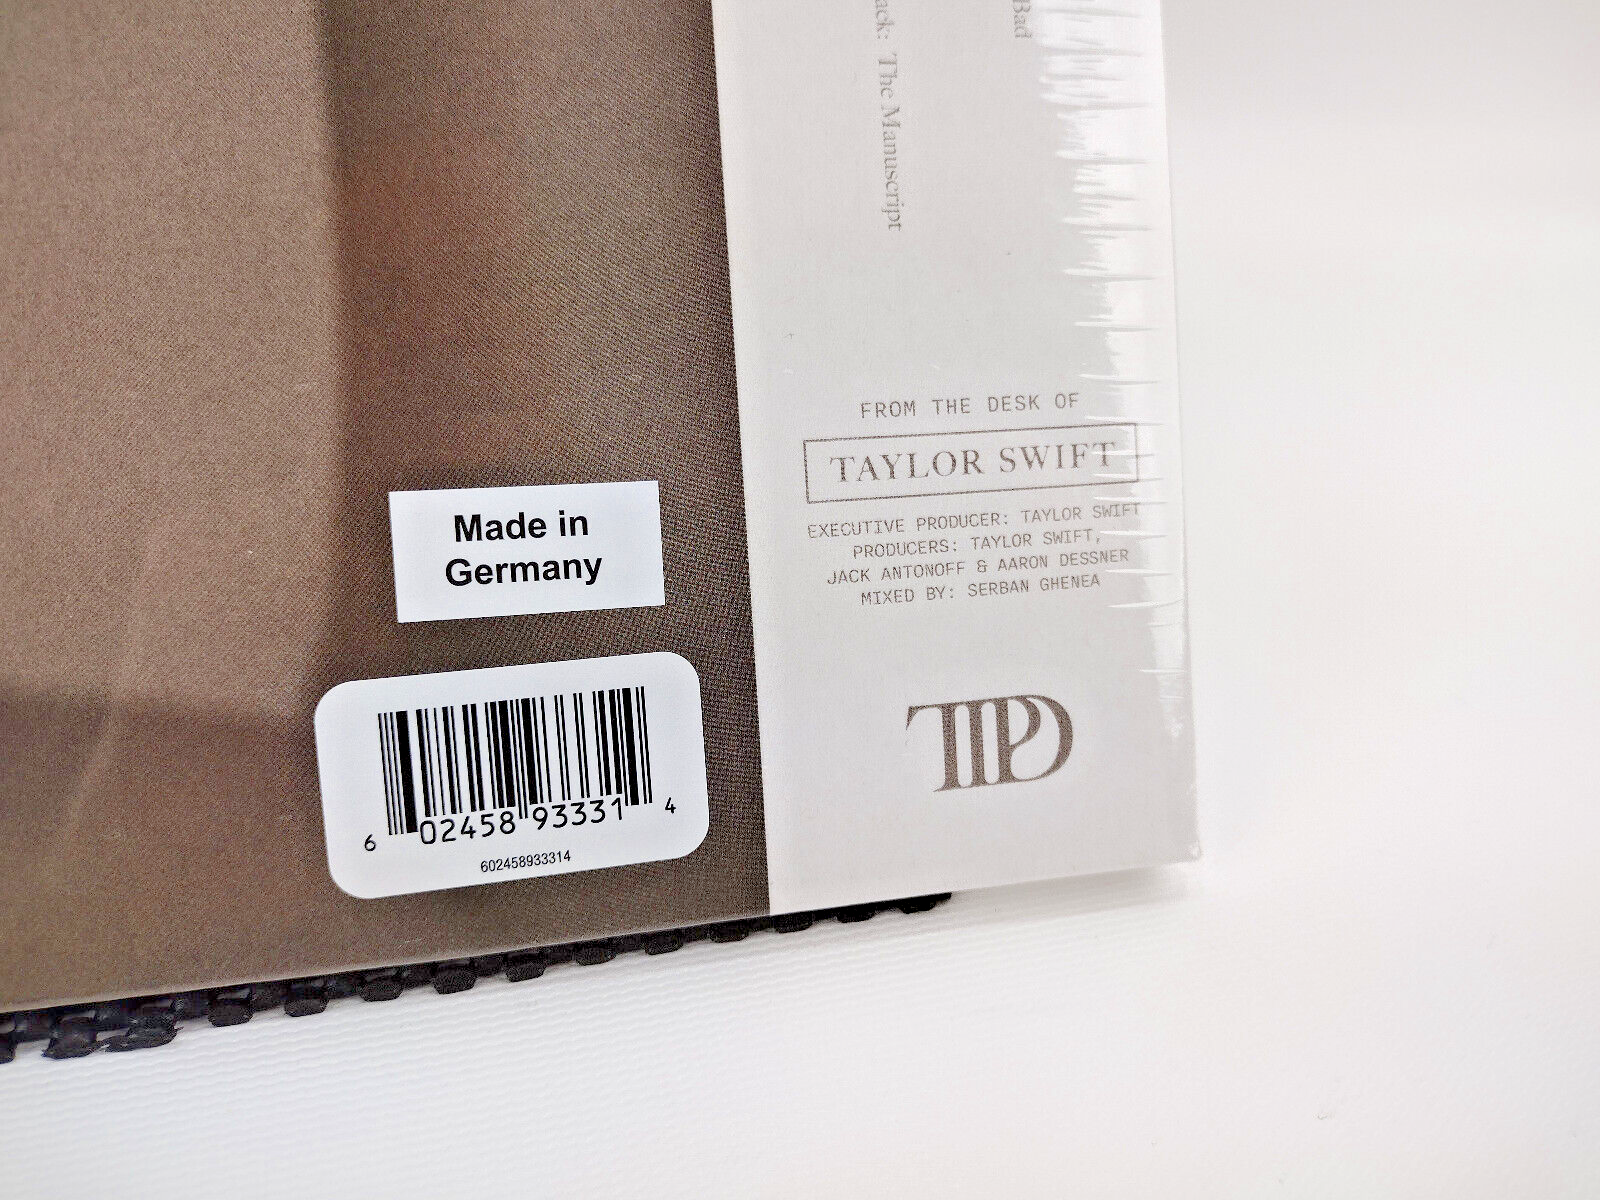 Bad
ack: The Manuscript
FROM THE DESK OF
TAYLOR SWIFT
EXECUTIVE PRODUCER: TAYLOR SWIFT
PRODUCERS: TAYLOR SWIFT,
JACK ANTONOFF & AARON DESSNER
MIXED BY: SERBAN GHENEA
TTPD
Made in
Germany
6 02458 93331 4
602458933314